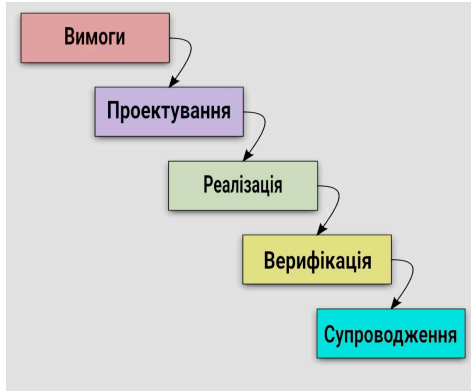 Вимоги
Проектування
Реалізація
Верифікація
Супроводження